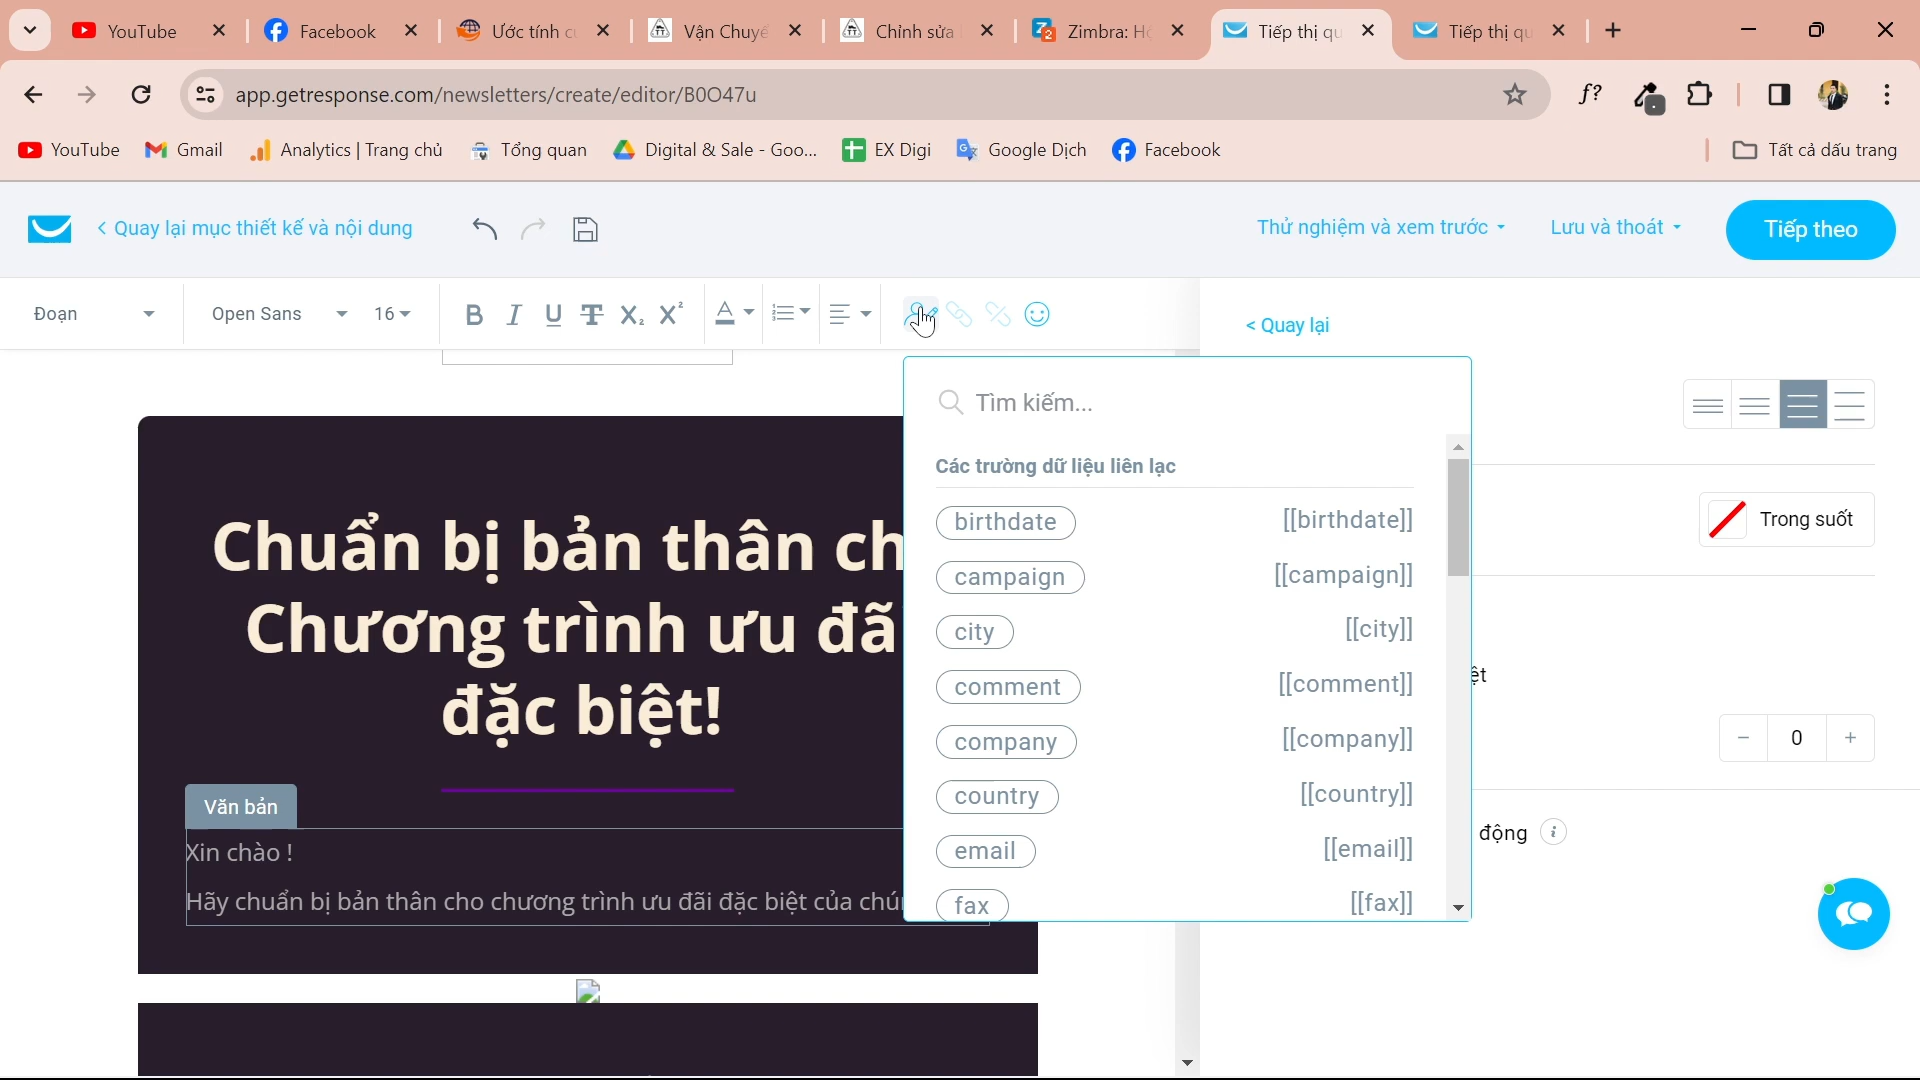 YouTube
Facebook
Ước tính c
Vận Chuyể
Chỉnh sửa
Zimbra: H
Tiếp thị qu
Tiếp thị qu
app.getresponse.com/newsletters/create/editor/B0O47u
f?
YouTube
Gmail
Analytics | Trang chủ
Tổng quan
Digital & Sale - Goo...
EX Digi
Google Dịch
Facebook
Tất cả dấu trang
< Quay lại mục thiết kế và nội dung
Thử nghiệm và xem trước
Lưu và thoát
Tiếp theo
Đoạn
Open Sans
16
< Quay lại
Tìm kiếm...
Các trường dữ liệu liên lạc
birthdate [[birthdate]]
campaign [[campaign]]
city [[city]]
comment [[comment]]
company [[company]]
country [[country]]
email [[email]]
fax [[fax]]
Trong suốt
ệt
− 0 +
động i
Chuẩn bị bản thân ch
Chương trình ưu đã
đặc biệt!
Văn bản
Xin chào !
Hãy chuẩn bị bản thân cho chương trình ưu đãi đặc biệt của chú